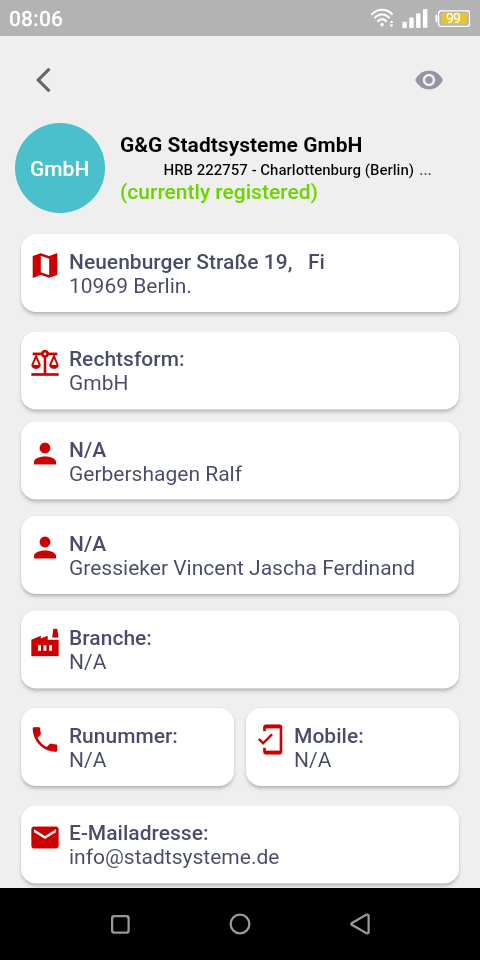 08:06
99
GmbH
G&G Stadtsysteme GmbH
HRB 222757 - Charlottenburg (Berlin) ...
(currently registered)
Neuenburger Straße 19, Fi
10969 Berlin.
Rechtsform:
GmbH
N/A
Gerbershagen Ralf
N/A
Gressieker Vincent Jascha Ferdinand
Branche:
N/A
Runummer:
N/A
Mobile:
N/A
E-Mailadresse:
info@stadtsysteme.de